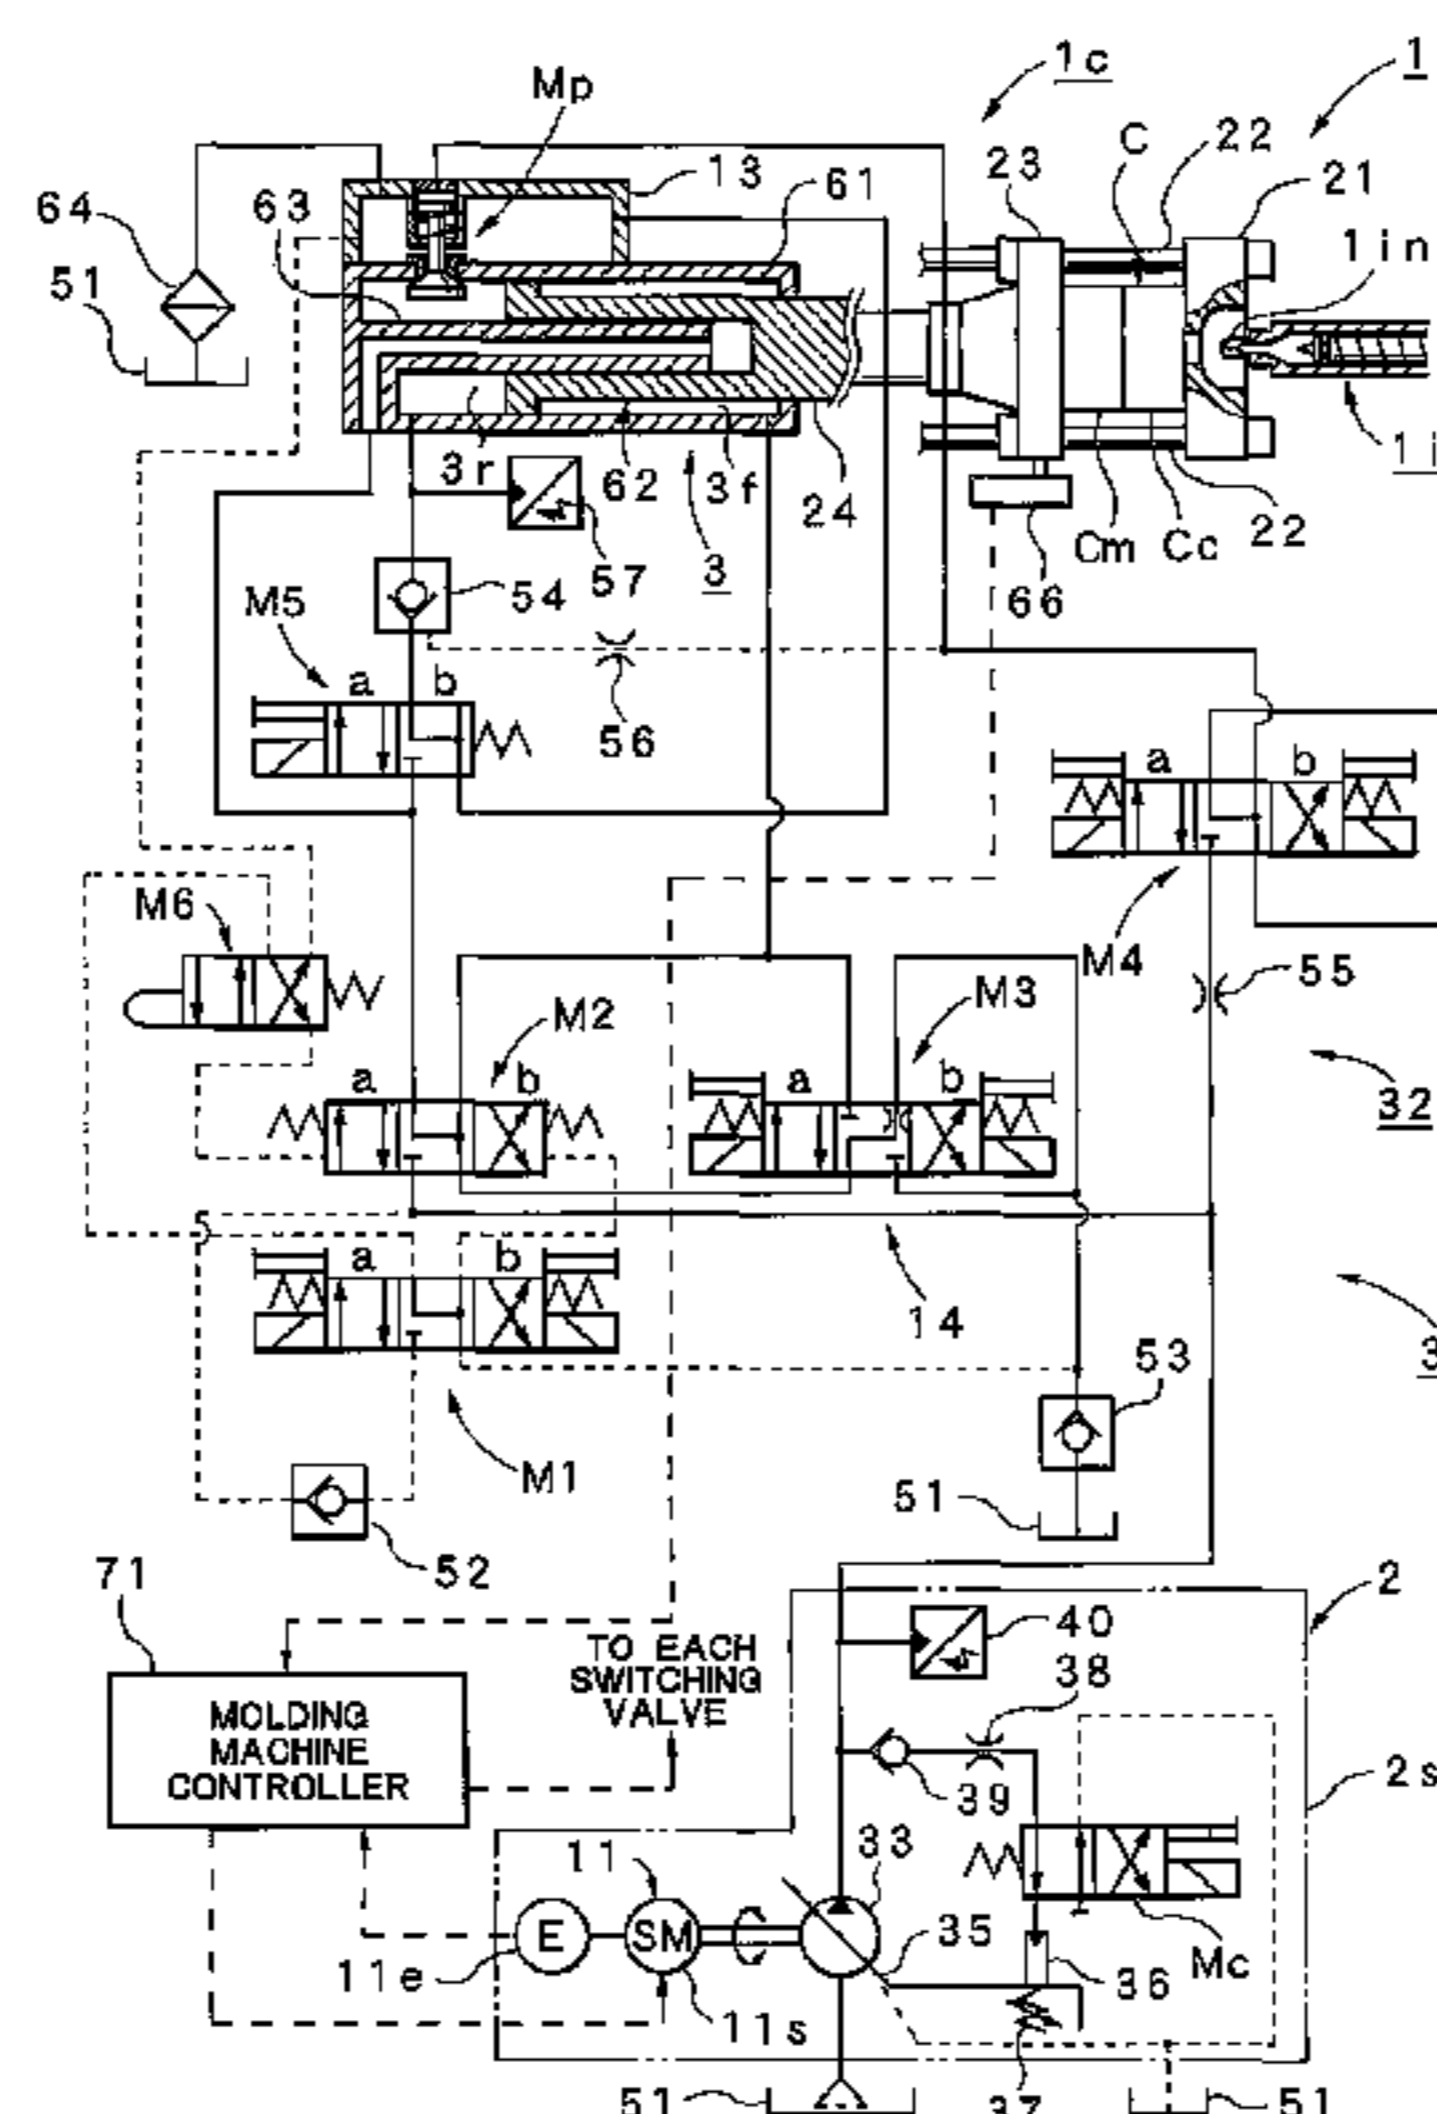 1c
1
Mp
C
22
13
23
61
21
64
63
1in
51
3r
62
3f
24
1i
Cm
Cc
22
57
3
54
66
M5
a
b
56
a
b
M6
M4
55
M3
M2
a
b
a
b
32
a
b
14
3
53
M1
51
52
71
2
40
TO EACH
SWITCHING
VALVE
38
MOLDING
MACHINE
CONTROLLER
39
2s
33
11
E
SM
35
11e
36
Mc
11s
51
37
51